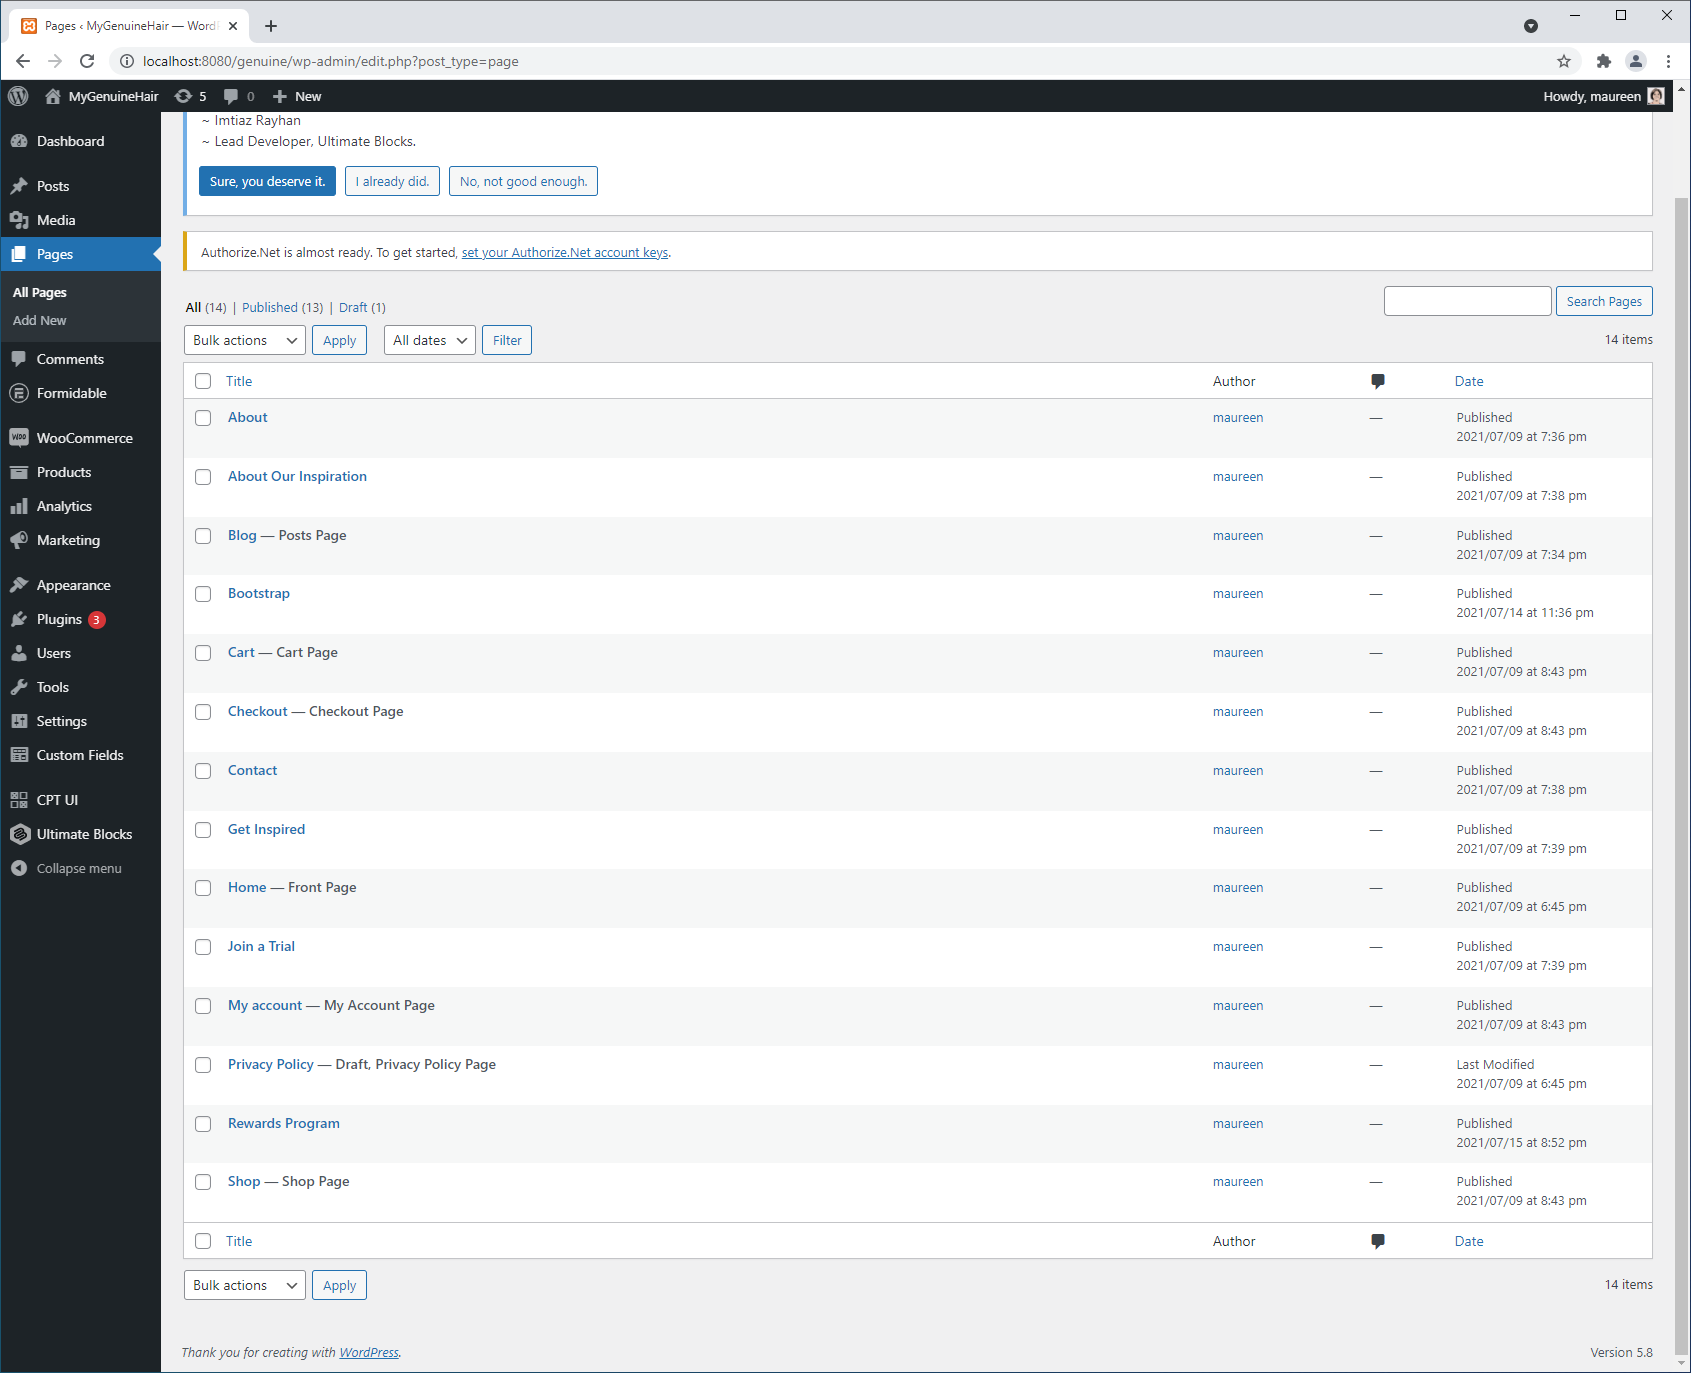 Pages ‹ MyGenuineHair — WordP
localhost:8080/genuine/wp-admin/edit.php?post_type=page
MyGenuineHair 5 0 New
Howdy, maureen
Dashboard
Posts
Media
Pages
All Pages
Add New
Comments
Formidable
WooCommerce
Products
Analytics
Marketing
Appearance
Plugins 3
Users
Tools
Settings
Custom Fields
CPT UI
Ultimate Blocks
Collapse menu
~ Imtiaz Rayhan
~ Lead Developer, Ultimate Blocks.
Sure, you deserve it. I already did. No, not good enough.
Authorize.Net is almost ready. To get started, set your Authorize.Net account keys.
All (14) | Published (13) | Draft (1)
Search Pages
Bulk actions Apply All dates Filter
14 items
Title Author Date
About maureen — Published
2021/07/09 at 7:36 pm
About Our Inspiration maureen — Published
2021/07/09 at 7:38 pm
Blog — Posts Page maureen — Published
2021/07/09 at 7:34 pm
Bootstrap maureen — Published
2021/07/14 at 11:36 pm
Cart — Cart Page maureen — Published
2021/07/09 at 8:43 pm
Checkout — Checkout Page maureen — Published
2021/07/09 at 8:43 pm
Contact maureen — Published
2021/07/09 at 7:38 pm
Get Inspired maureen — Published
2021/07/09 at 7:39 pm
Home — Front Page maureen — Published
2021/07/09 at 6:45 pm
Join a Trial maureen — Published
2021/07/09 at 7:39 pm
My account — My Account Page maureen — Published
2021/07/09 at 8:43 pm
Privacy Policy — Draft, Privacy Policy Page maureen — Last Modified
2021/07/09 at 6:45 pm
Rewards Program maureen — Published
2021/07/15 at 8:52 pm
Shop — Shop Page maureen — Published
2021/07/09 at 8:43 pm
Title Author Date
Bulk actions Apply
14 items
Thank you for creating with WordPress.
Version 5.8